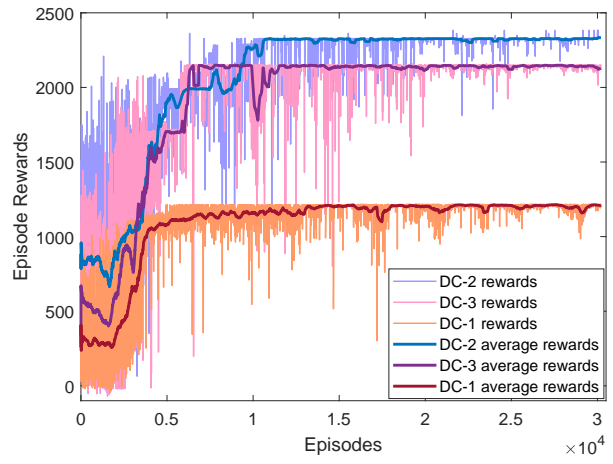 2500
2000
1500
1000
500
0
Episode Rewards
DC-2 rewards
DC-3 rewards
DC-1 rewards
DC-2 average rewards
DC-3 average rewards
DC-1 average rewards
0 0.5 1 1.5 2 2.5 3
Episodes
×10⁴